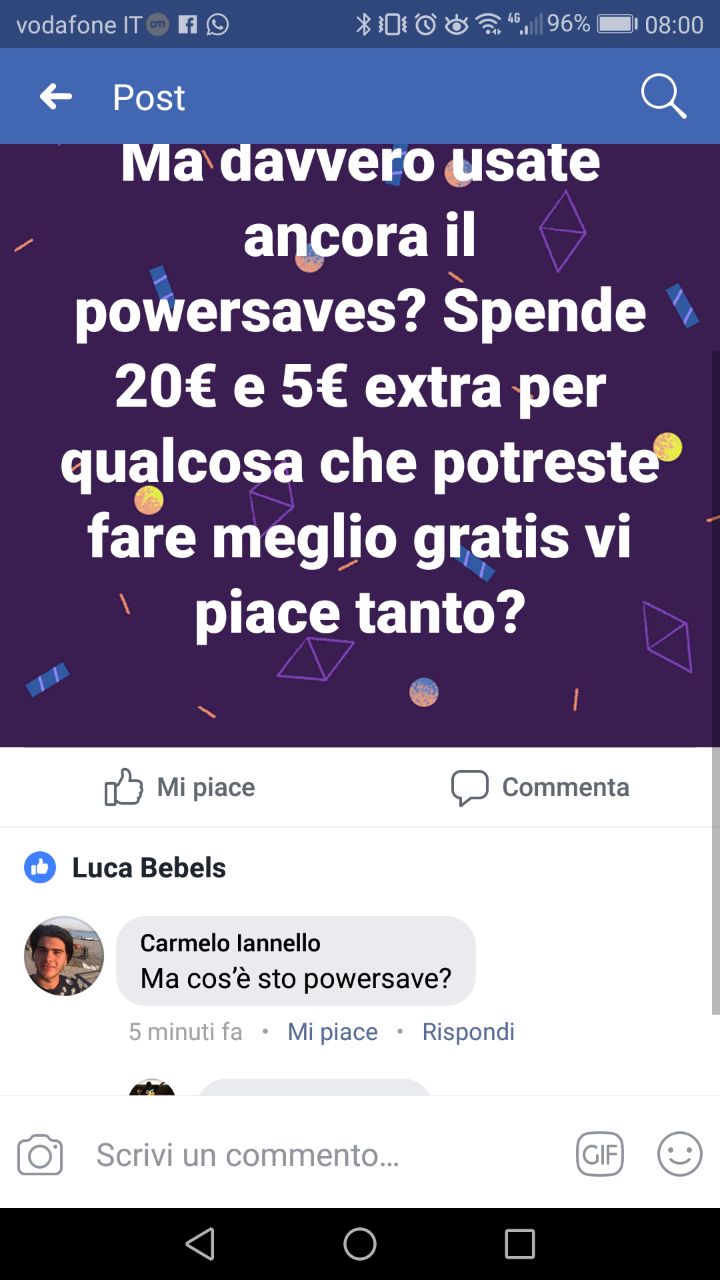 vodafone IT 4G 96% 08:00
Post
Ma davvero usate
ancora il
powersaves? Spende
20€ e 5€ extra per
qualcosa che potreste
fare meglio gratis vi
piace tanto?
Mi piace Commenta
Luca Bebels
Carmelo Iannello
Ma cos’è sto powersave?
5 minuti fa • Mi piace • Rispondi
Scrivi un commento... GIF